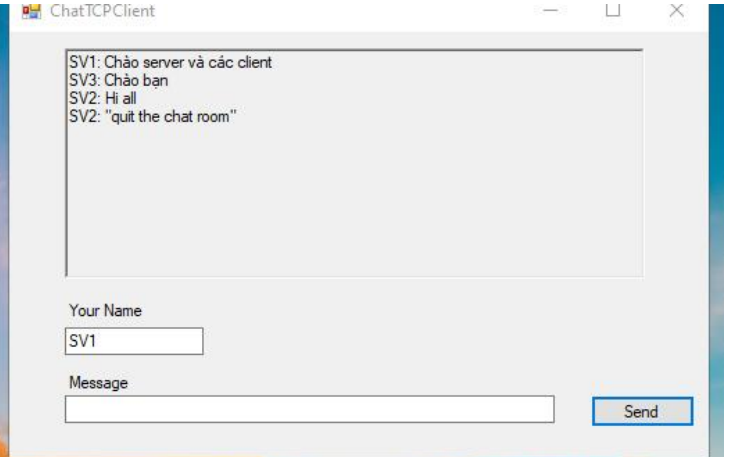 ChatTCPClient
SV1: Chào server và các client
SV3: Chào bạn
SV2: Hi all
SV2: "quit the chat room"
Your Name
SV1
Message
Send